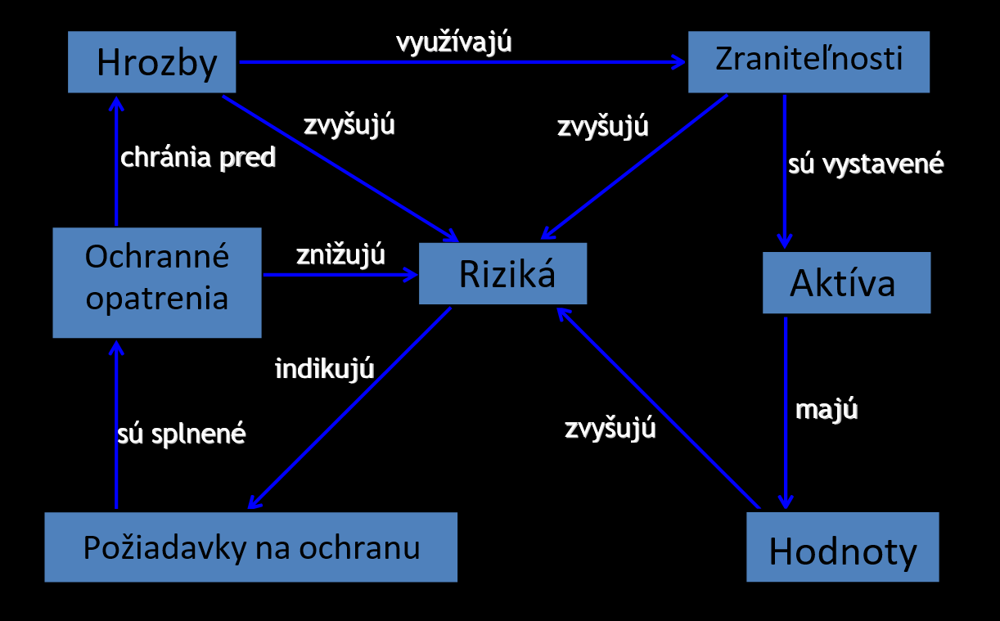 Hrozby
využívajú
Zraniteľnosti
zvyšujú
zvyšujú
chránia pred
sú vystavené
Ochranné
opatrenia
znižujú
Riziká
Aktíva
indikujú
majú
zvyšujú
sú splnené
Požiadavky na ochranu
Hodnoty